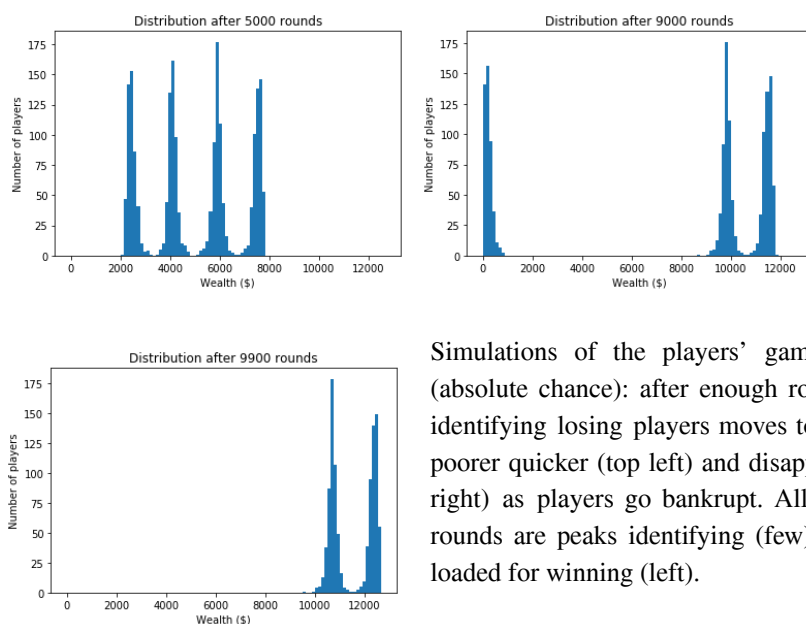 Distribution after 5000 rounds
175
150
125
100
75
50
25
0
Number of players
0 2000 4000 6000 8000 10000 12000
Wealth ($)
Distribution after 9000 rounds
175
150
125
100
75
50
25
0
Number of players
0 2000 4000 6000 8000 10000 12000
Wealth ($)
Distribution after 9900 rounds
175
150
125
100
75
50
25
0
Number of players
0 2000 4000 6000 8000 10000 12000
Wealth ($)
Simulations of the players’ gam
(absolute chance): after enough ro
identifying losing players moves to
poorer quicker (top left) and disap
right) as players go bankrupt. All
rounds are peaks identifying (few)
loaded for winning (left).